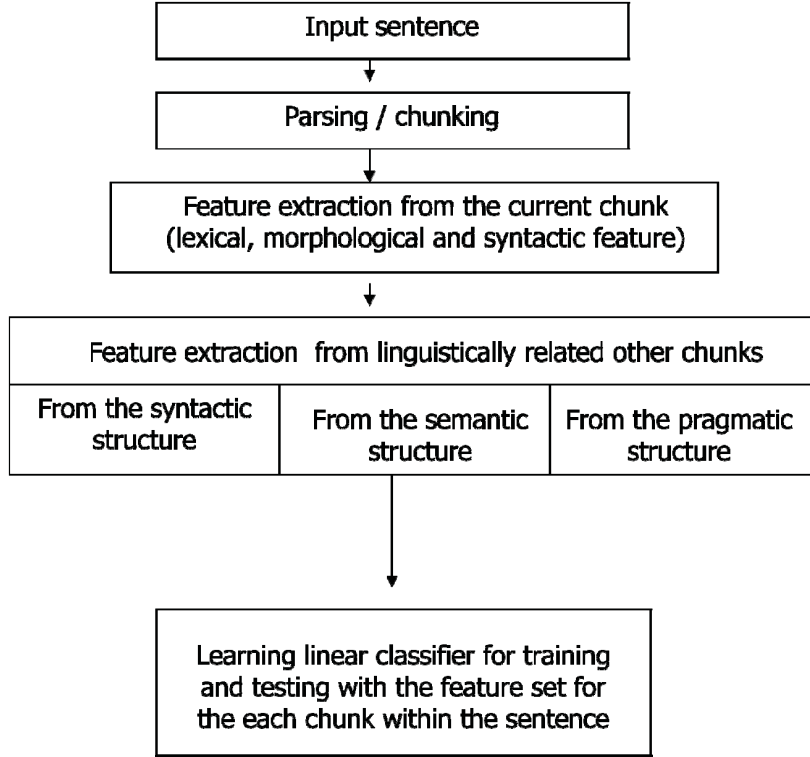 Input sentence
Parsing / chunking
Feature extraction from the current chunk
(lexical, morphological and syntactic feature)
Feature extraction from linguistically related other chunks
From the syntactic
structure
From the semantic
structure
From the pragmatic
structure
Learning linear classifier for training
and testing with the feature set for
the each chunk within the sentence